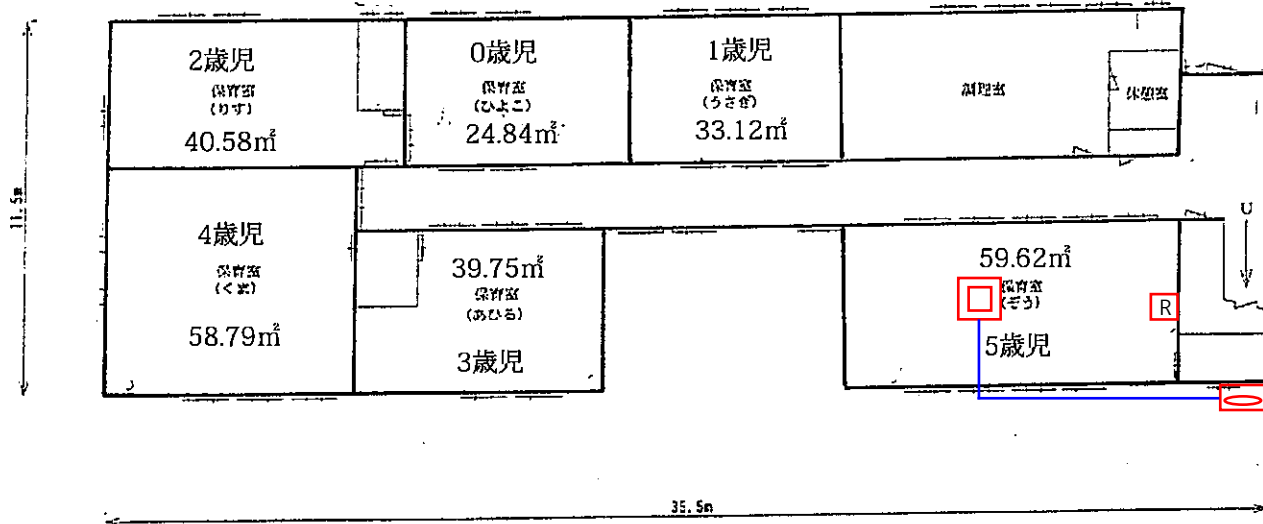 2歳児
保育室
(りす)
40.58㎡
0歳児
保育室
(ひよこ)
24.84㎡
1歳児
保育室
(うさぎ)
33.12㎡
調理室
休憩室
11.5m
4歳児
保育室
(くま)
58.79㎡
39.75㎡
保育室
(あひる)
3歳児
59.62㎡
保育室
(ぞう)
5歳児
R
35.5m